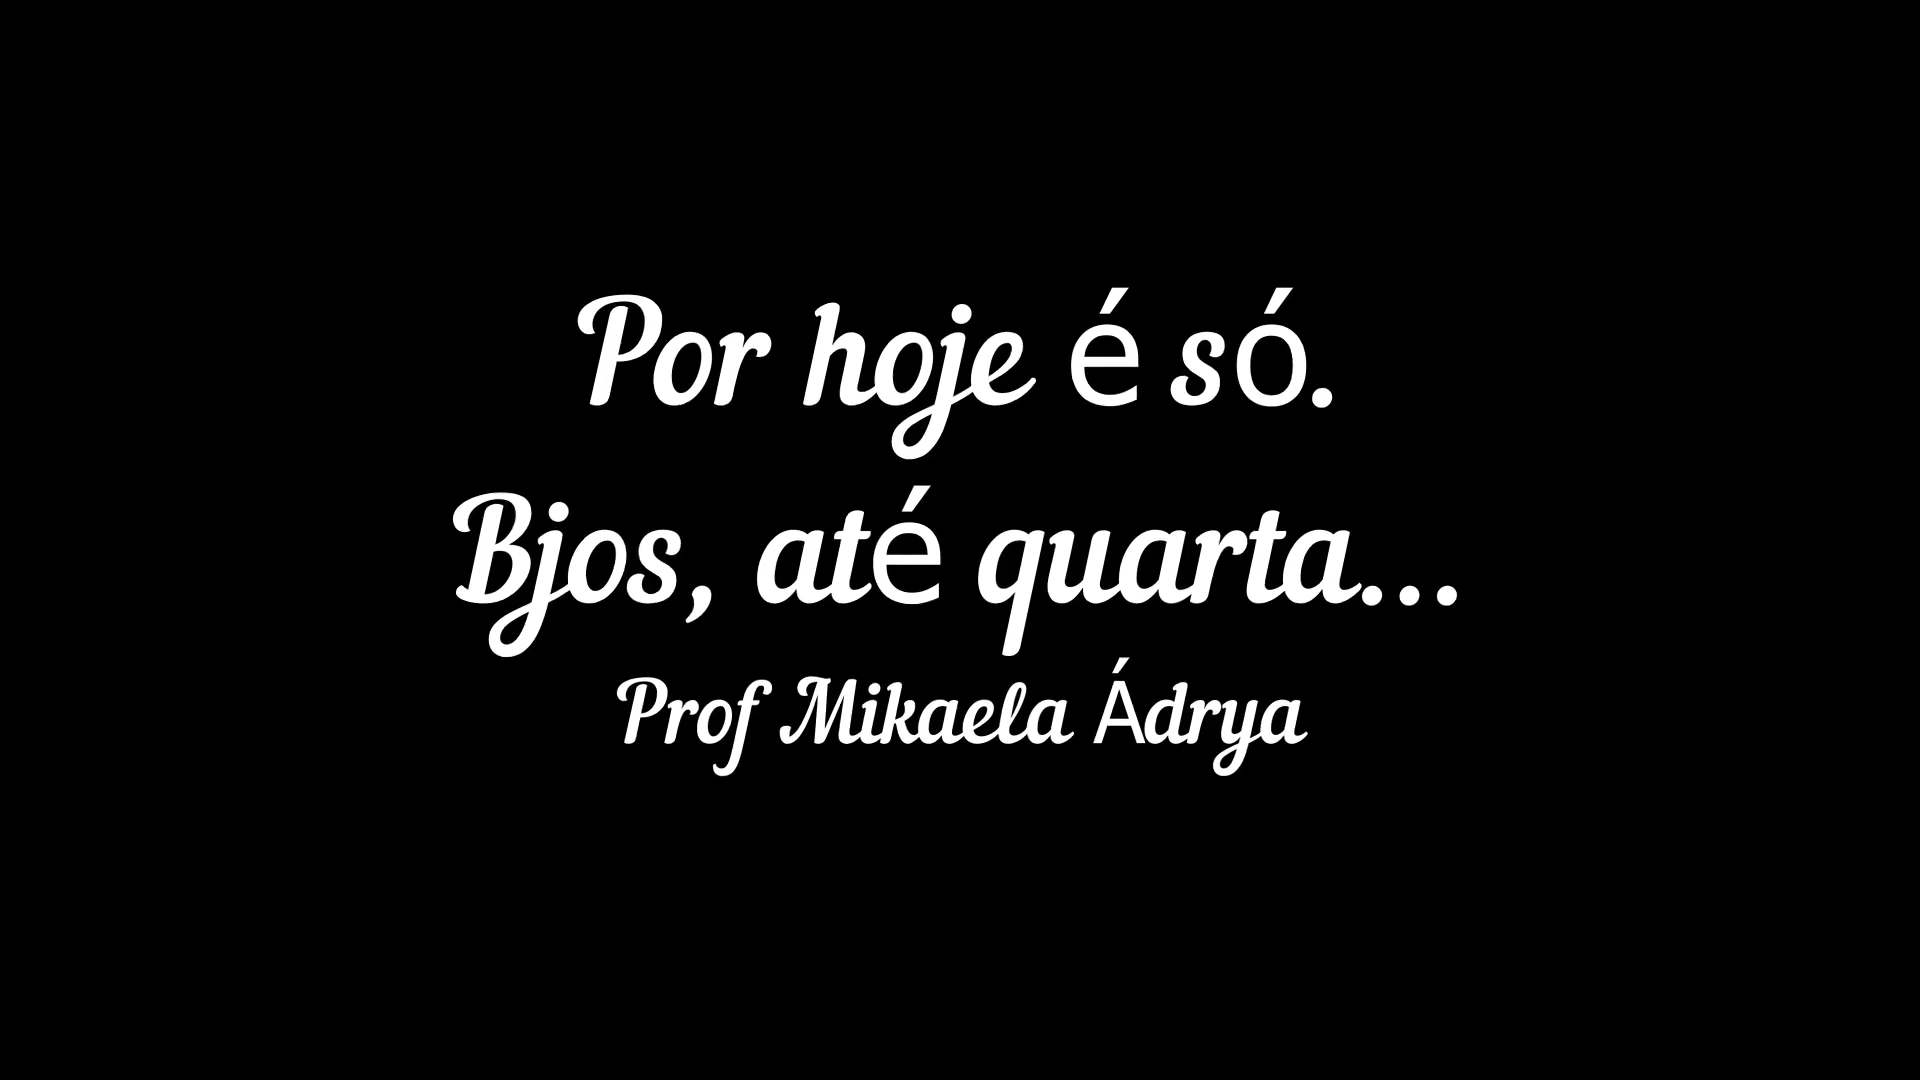 Por hoje é só.
Bjos, até quarta...
Prof Mikaela Ádrya